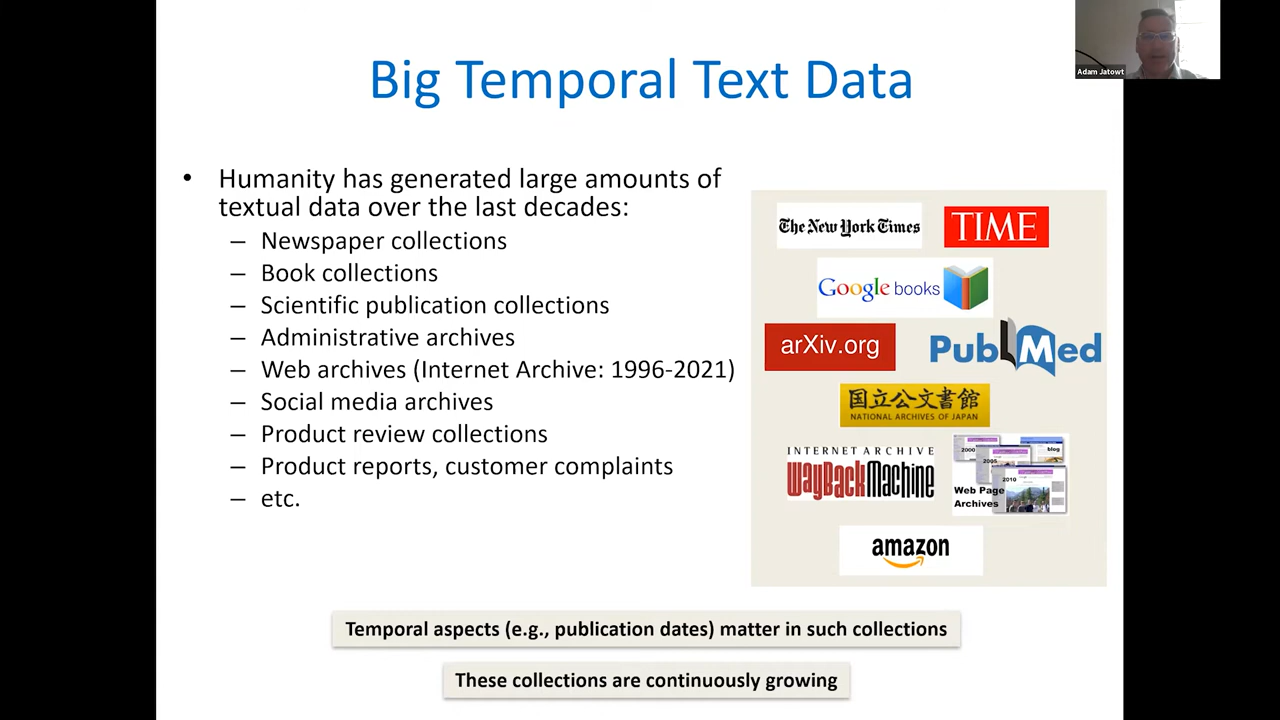 Adam Jatowt
Big Temporal Text Data
• Humanity has generated large amounts of
textual data over the last decades:
– Newspaper collections
– Book collections
– Scientific publication collections
– Administrative archives
– Web archives (Internet Archive: 1996-2021)
– Social media archives
– Product review collections
– Product reports, customer complaints
– etc.
The New York Times
TIME
Google books
arXiv.org
PubMed
国立公文書館
NATIONAL ARCHIVES OF JAPAN
INTERNET ARCHIVE
WayBackMachine
2000
2005
2010
blog
Web Page
Archives
amazon
Temporal aspects (e.g., publication dates) matter in such collections
These collections are continuously growing